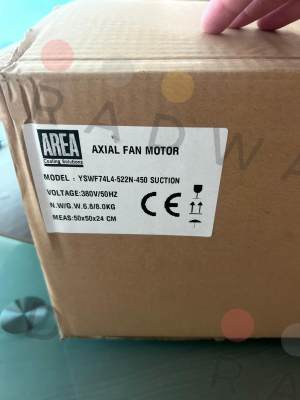 AREA
Cooling Solutions
AXIAL FAN MOTOR
MODEL : YSWF74L4-522N-450 SUCTION
VOLTAGE:380V/50HZ
N.W/G.W.6.8/8.0KG
MEAS:50x50x24 CM
CE
RADWA